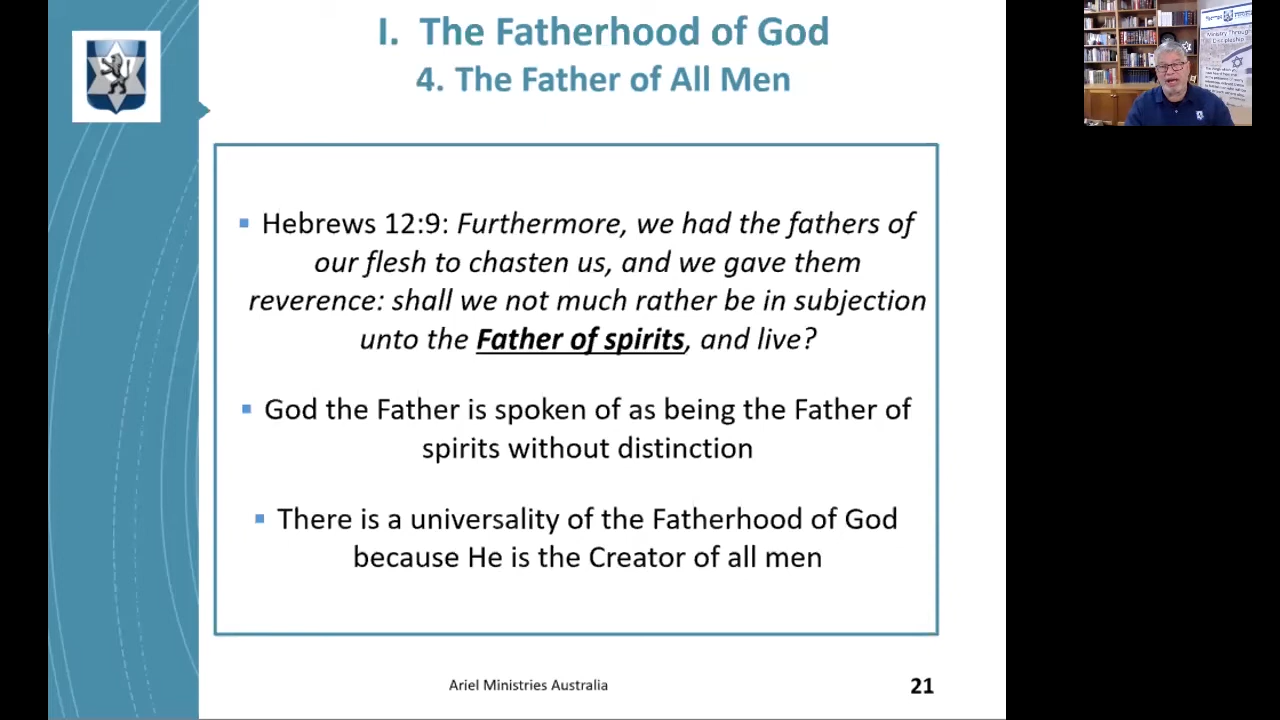 I. The Fatherhood of God
4. The Father of All Men
Hebrews 12:9: Furthermore, we had the fathers of
our flesh to chasten us, and we gave them
reverence: shall we not much rather be in subjection
unto the Father of spirits, and live?
God the Father is spoken of as being the Father of
spirits without distinction
There is a universality of the Fatherhood of God
because He is the Creator of all men
Ariel Ministries Australia
21
Ministry Through
Discipleship